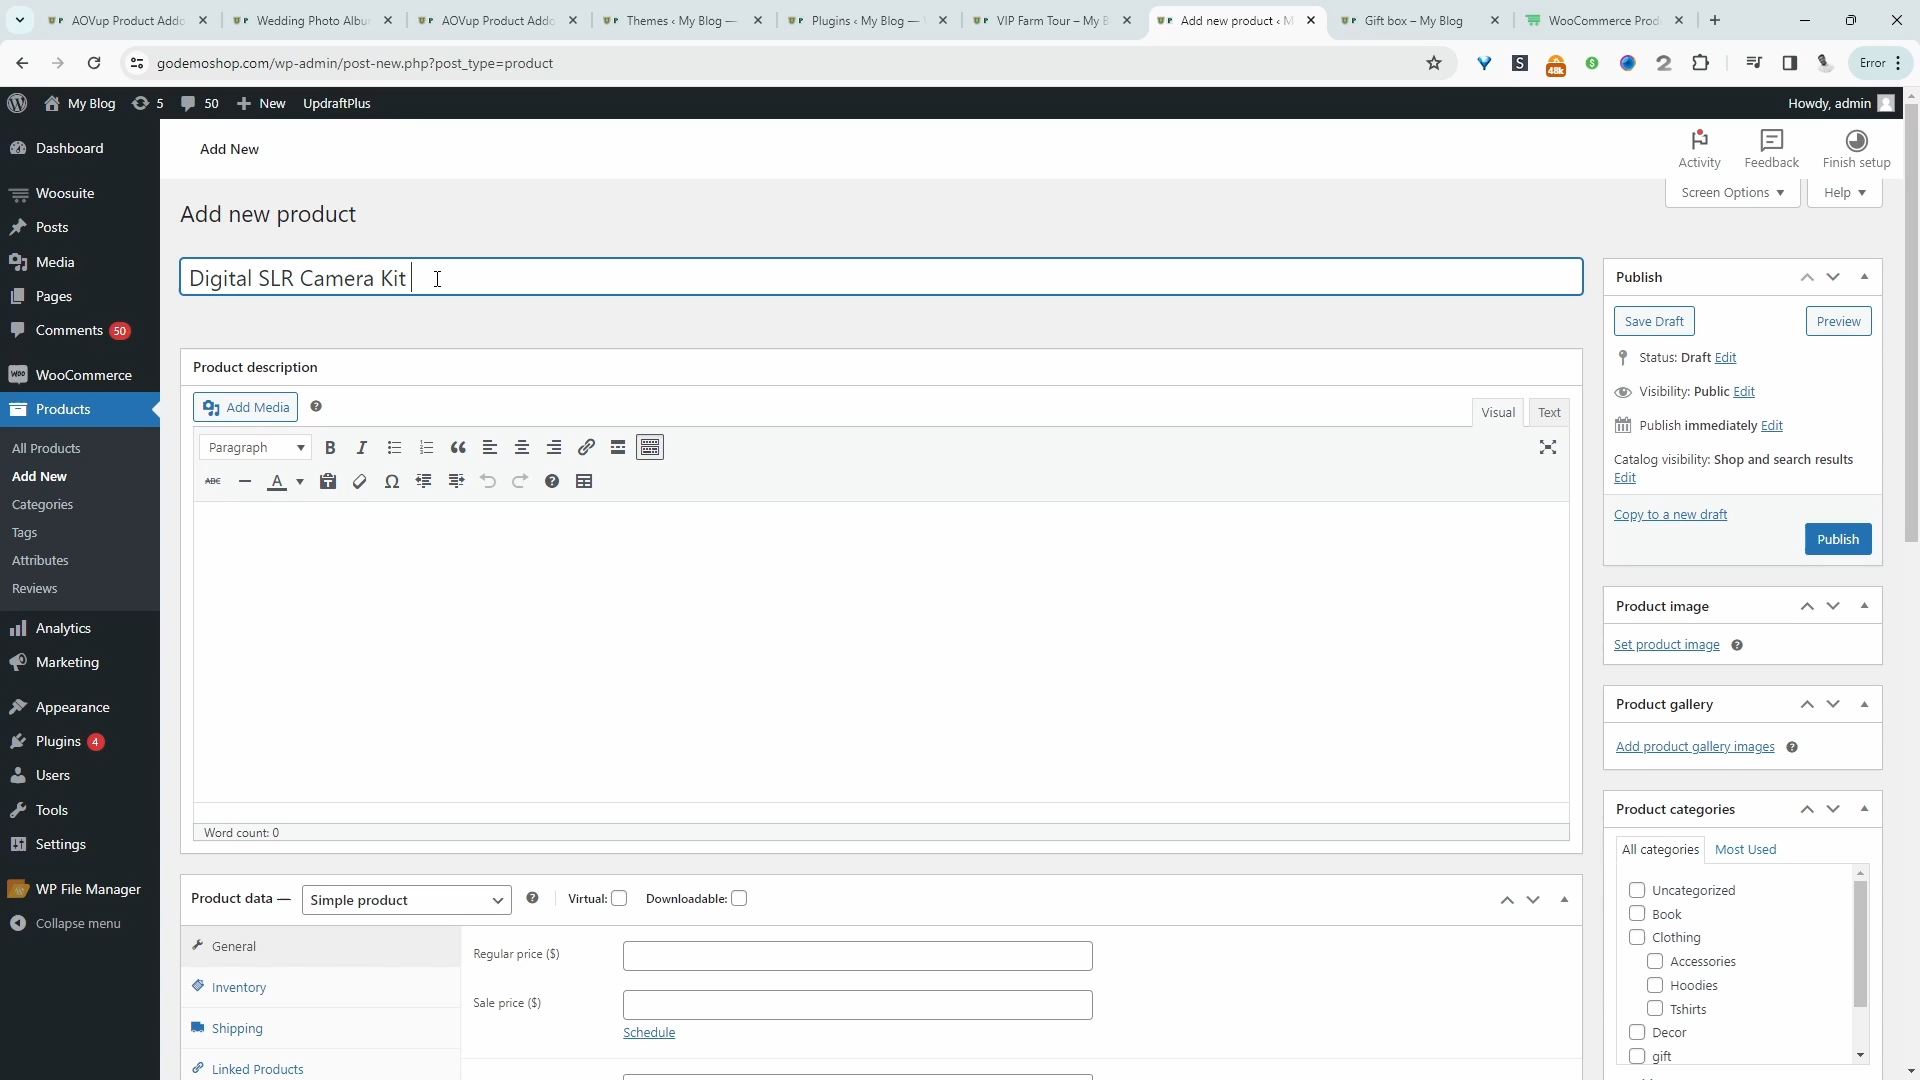 AOVup Product Addo
Wedding Photo Albu
AOVup Product Addo
Themes ‹ My Blog —
Plugins ‹ My Blog —
VIP Farm Tour – My B
Add new product ‹ M
Gift box – My Blog
WooCommerce Prod
godemoshop.com/wp-admin/post-new.php?post_type=product
48k
Error
My Blog
5
50
New
UpdraftPlus
Howdy, admin
Dashboard
Woosuite
Posts
Media
Pages
Comments 50
WooCommerce
Products
All Products
Add New
Categories
Tags
Attributes
Reviews
Analytics
Marketing
Appearance
Plugins 4
Users
Tools
Settings
WP File Manager
Collapse menu
Add New
Activity
Feedback
Finish setup
Screen Options
Help
Add new product
Digital SLR Camera Kit
Product description
Add Media
Visual
Text
Paragraph
Word count: 0
Product data —
Simple product
Virtual:
Downloadable:
General
Inventory
Shipping
Linked Products
Regular price ($)
Sale price ($)
Schedule
Publish
Save Draft
Preview
Status: Draft Edit
Visibility: Public Edit
Publish immediately Edit
Catalog visibility: Shop and search results
Edit
Copy to a new draft
Publish
Product image
Set product image
Product gallery
Add product gallery images
Product categories
All categories
Most Used
Uncategorized
Book
Clothing
Accessories
Hoodies
Tshirts
Decor
gift